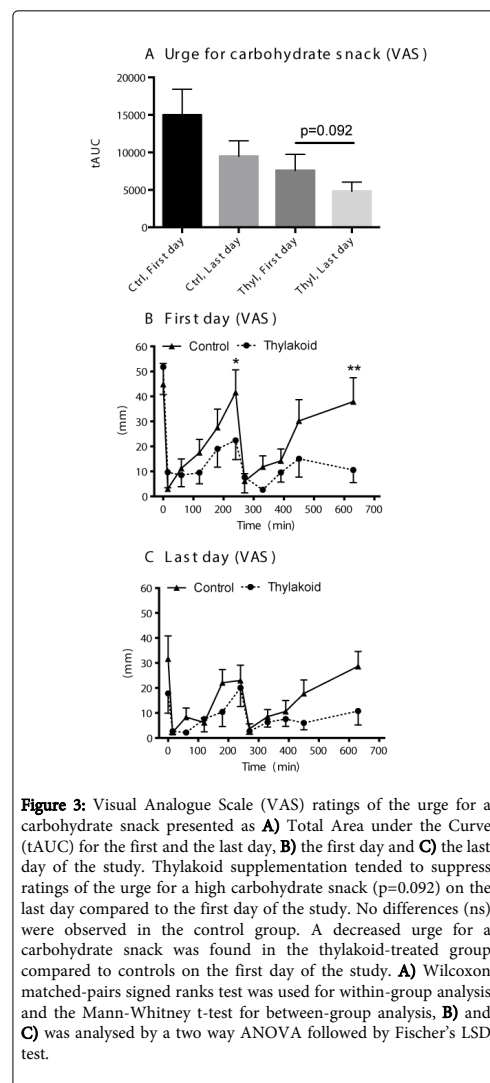 A Urge for carbohydrate snack (VAS)
20000
15000
10000
5000
0
tAUC
p=0.092
Ctrl, First day
Ctrl, Last day
Thyl, First day
Thyl, Last day
B First day (VAS)
Control Thylakoid
60
50
40
30
20
10
0
(mm)
*
**
0 100 200 300 400 500 600 700
Time (min)
C Last day (VAS)
Control Thylakoid
60
50
40
30
20
10
0
(mm)
0 100 200 300 400 500 600 700
Time (min)
Figure 3: Visual Analogue Scale (VAS) ratings of the urge for a
carbohydrate snack presented as A) Total Area under the Curve
(tAUC) for the first and the last day, B) the first day and C) the last
day of the study. Thylakoid supplementation tended to suppress
ratings of the urge for a high carbohydrate snack (p=0.092) on the
last day compared to the first day of the study. No differences (ns)
were observed in the control group. A decreased urge for a
carbohydrate snack was found in the thylakoid-treated group
compared to controls on the first day of the study. A) Wilcoxon
matched-pairs signed ranks test was used for within-group analysis
and the Mann-Whitney t-test for between-group analysis, B) and
C) was analysed by a two way ANOVA followed by Fischer's LSD
test.